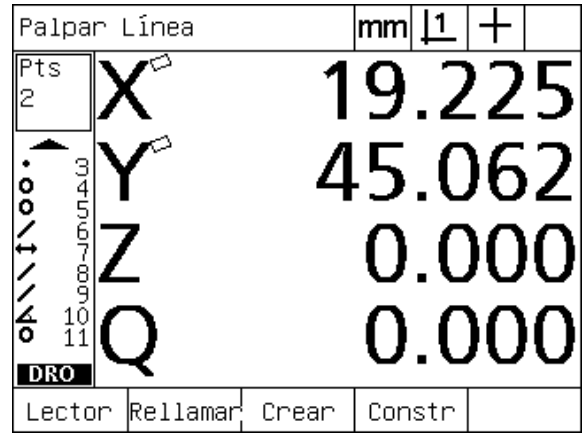 Palpar Línea mm 1
Pts
2
X 19.225
Y 45.062
Z 0.000
Q 0.000
3
4
5
6
7
8
9
10
11
DRO
Lector Rellamar Crear Constr